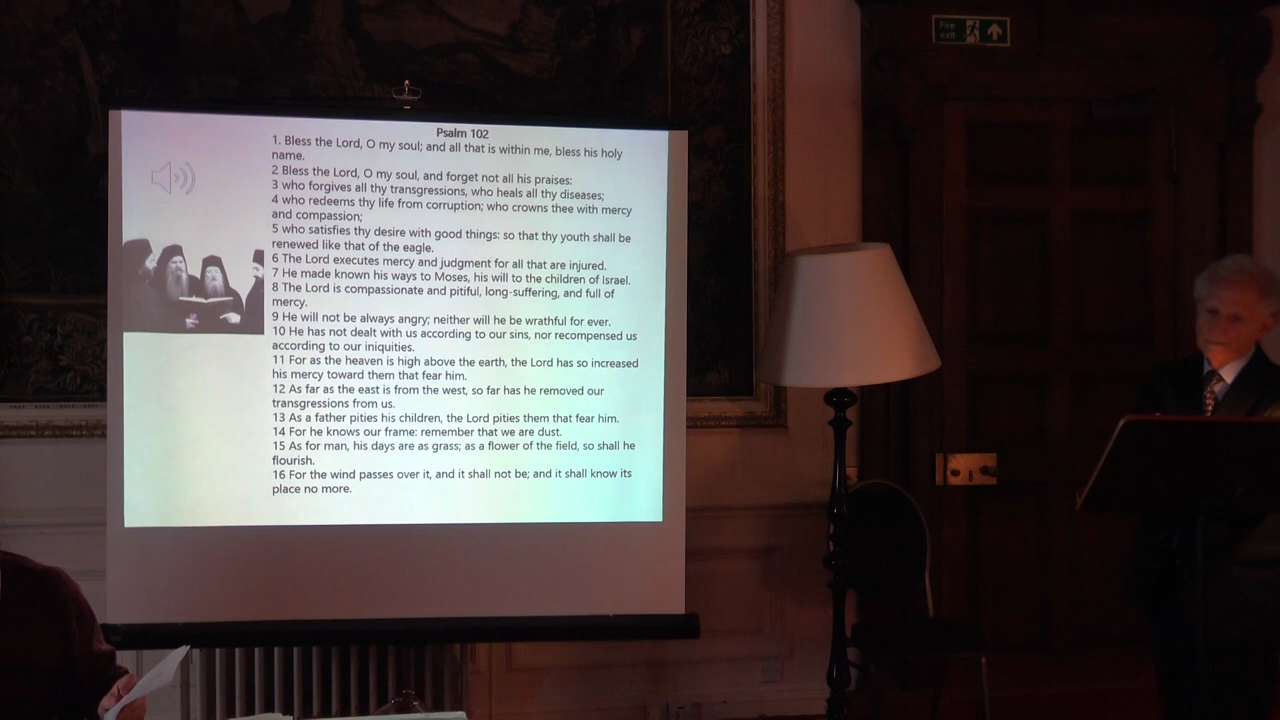 Fire
exit
Psalm 102
1. Bless the Lord, O my soul; and all that is within me, bless his holy
name.
2 Bless the Lord, O my soul, and forget not all his praises:
3 who forgives all thy transgressions, who heals all thy diseases;
4 who redeems thy life from corruption; who crowns thee with mercy
and compassion;
5 who satisfies thy desire with good things: so that thy youth shall be
renewed like that of the eagle.
6 The Lord executes mercy and judgment for all that are injured.
7 He made known his ways to Moses, his will to the children of Israel.
8 The Lord is compassionate and pitiful, long-suffering, and full of
mercy.
9 He will not be always angry; neither will he be wrathful for ever.
10 He has not dealt with us according to our sins, nor recompensed us
according to our iniquities.
11 For as the heaven is high above the earth, the Lord has so increased
his mercy toward them that fear him.
12 As far as the east is from the west, so far has he removed our
transgressions from us.
13 As a father pities his children, the Lord pities them that fear him.
14 For he knows our frame: remember that we are dust.
15 As for man, his days are as grass; as a flower of the field, so shall he
flourish.
16 For the wind passes over it, and it shall not be; and it shall know its
place no more.